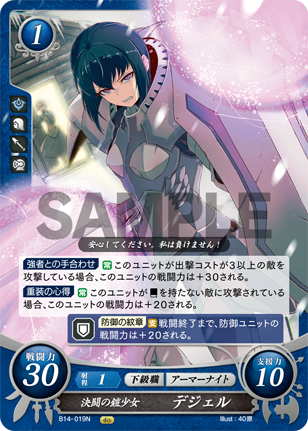 1
SAMPLE
安心してください。私は負けません!
強者との手合わせ 常 このユニットが出撃コストが3以上の敵を
攻撃している場合、このユニットの戦闘力は+30される。
重装の心得 常 このユニットが■を持たない敵に攻撃されている
場合、このユニットの戦闘力は+20される。
防御の紋章 支 戦闘終了まで、防御ユニットの
戦闘力は+20される。
戦闘力
30
射程 1 下級職 アーマーナイト
支援力
10
決闘の鎧少女 デジェル
B14-019N
Illust:40原